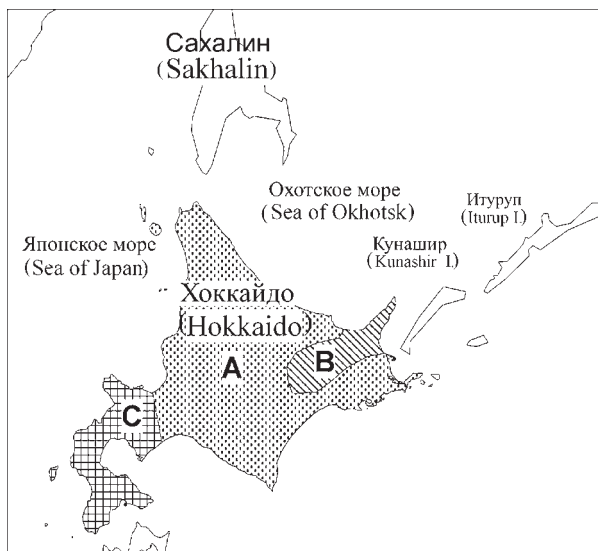 Сахалин
(Sakhalin)
Охотское море
(Sea of Okhotsk)
Итуруп
(Iturup I.)
Японское море
(Sea of Japan)
Кунашир
(Kunashir I.)
Хоккайдо
(Hokkaido)
A
B
C